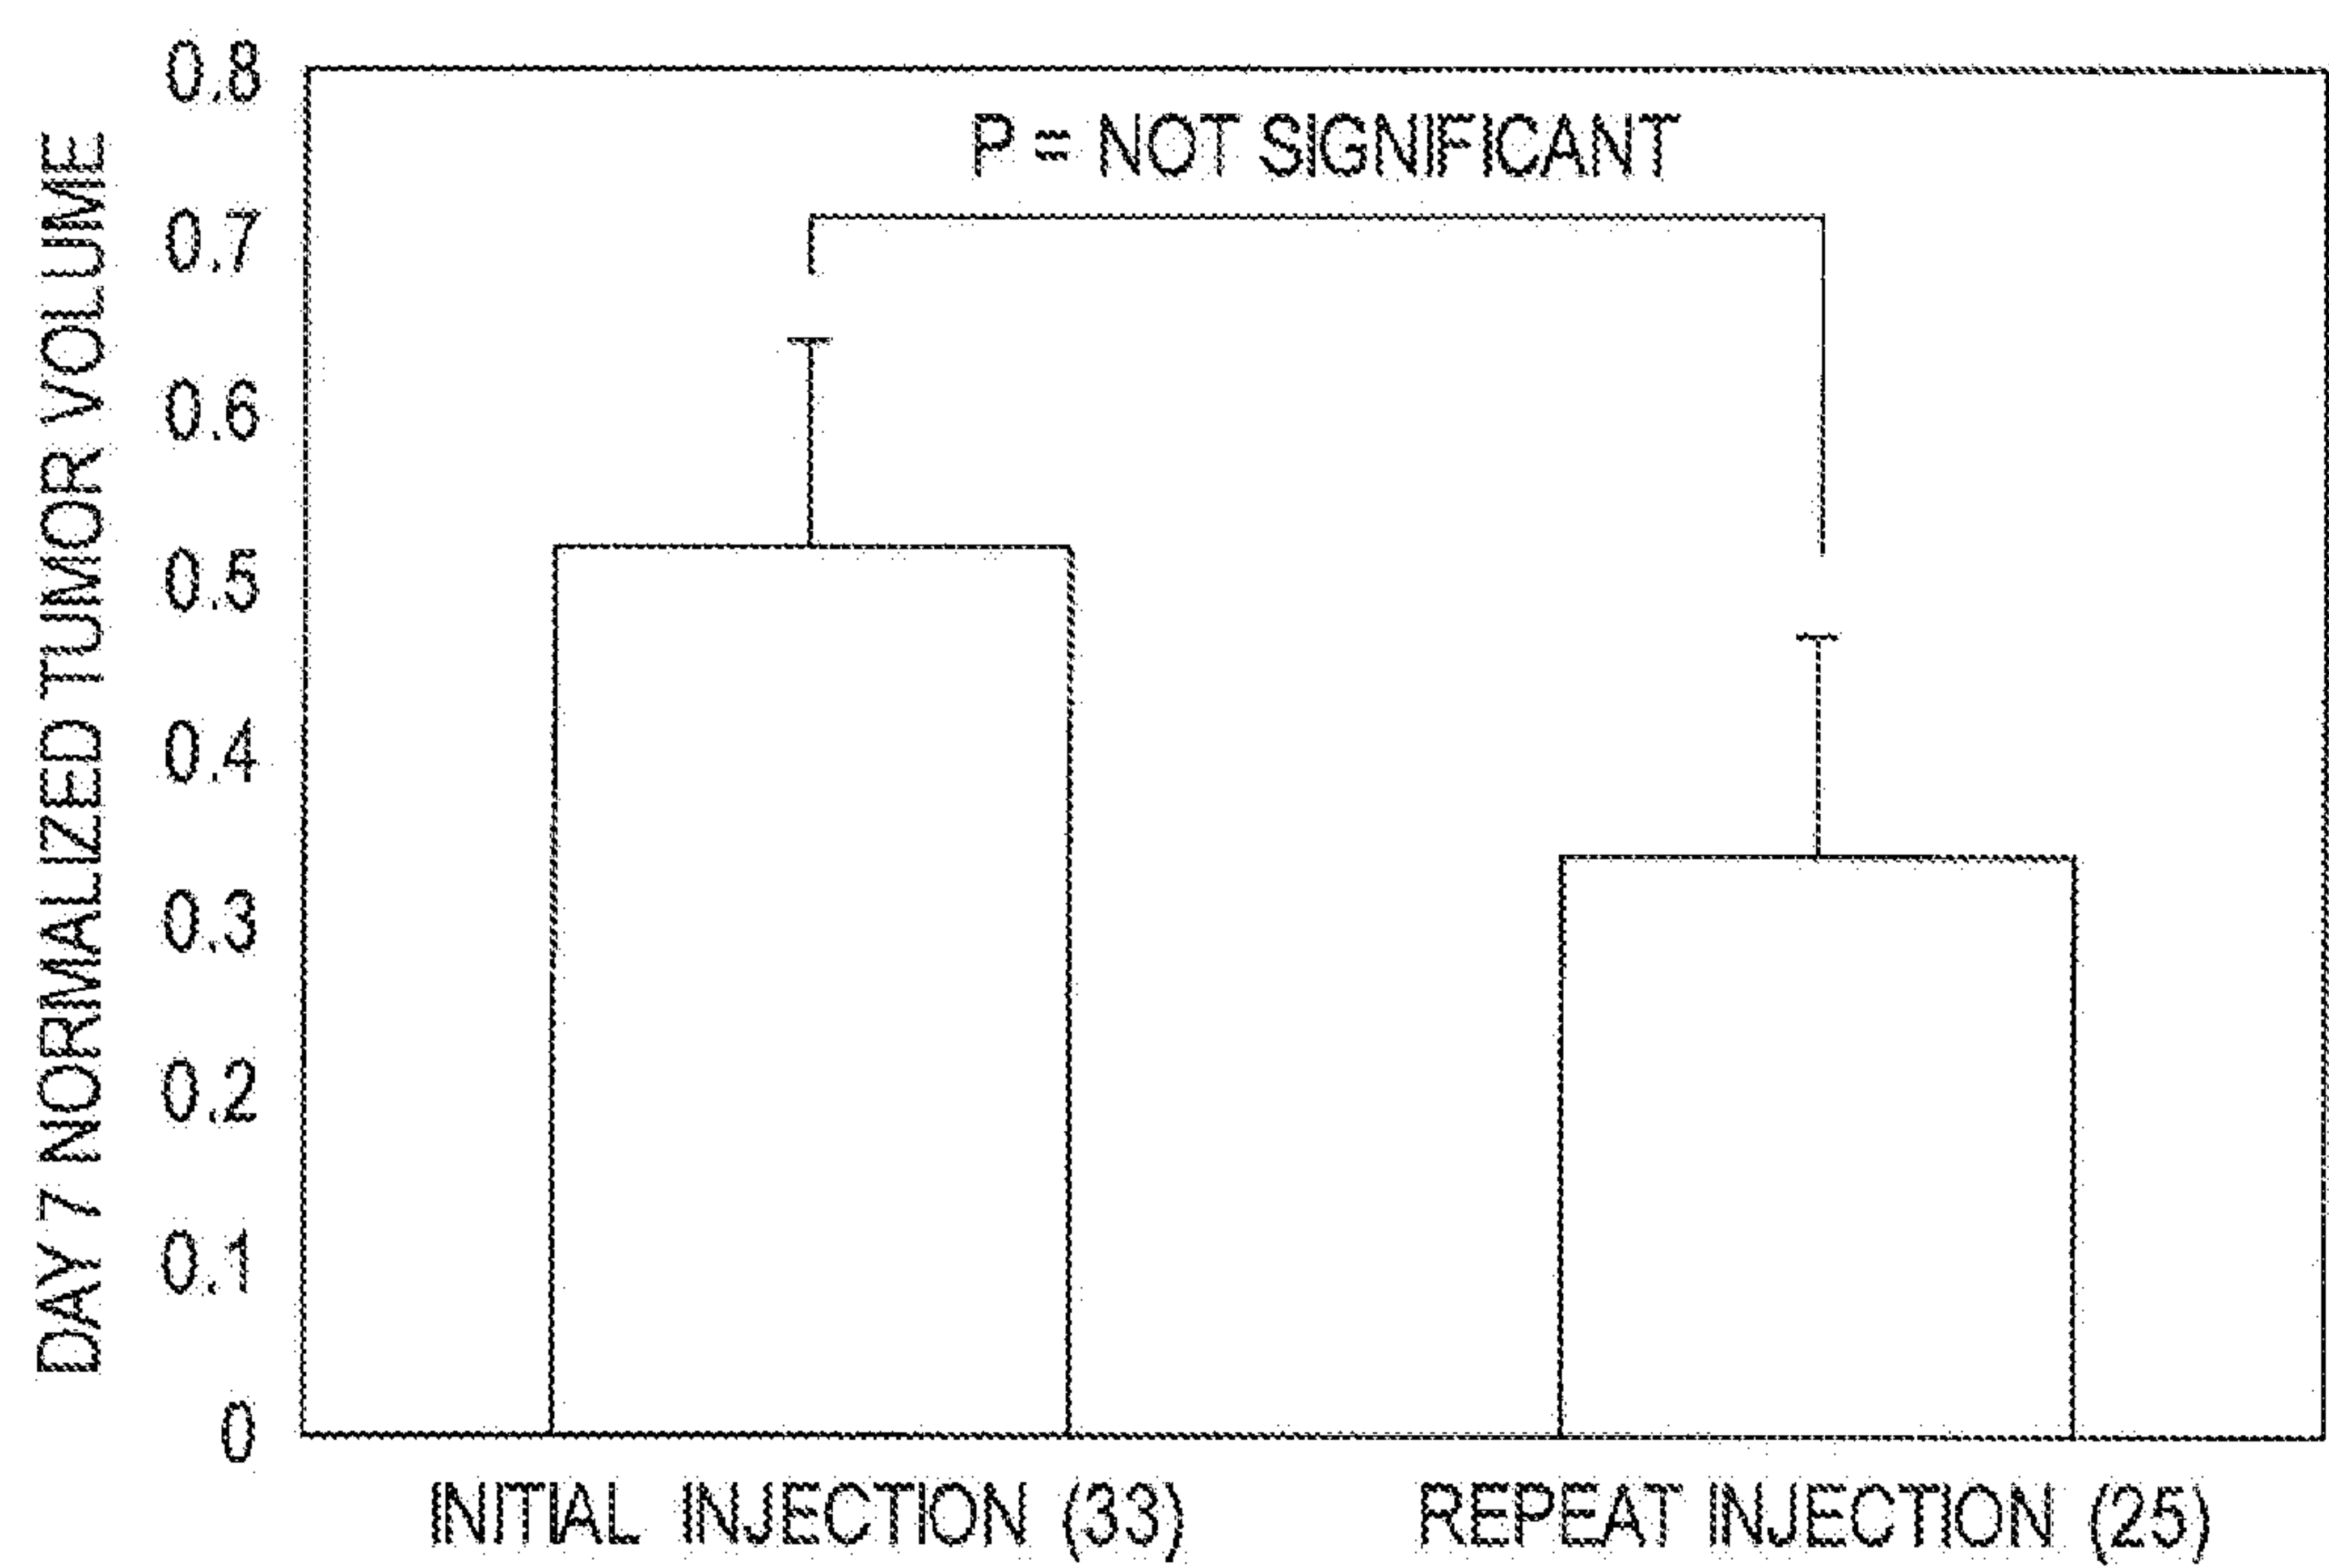 DAY 7 NORMALIZED TUMOR VOLUME
0.8
0.7
0.6
0.5
0.4
0.3
0.2
0.1
0
P = NOT SIGNIFICANT
INITIAL INJECTION (33)
REPEAT INJECTION (25)